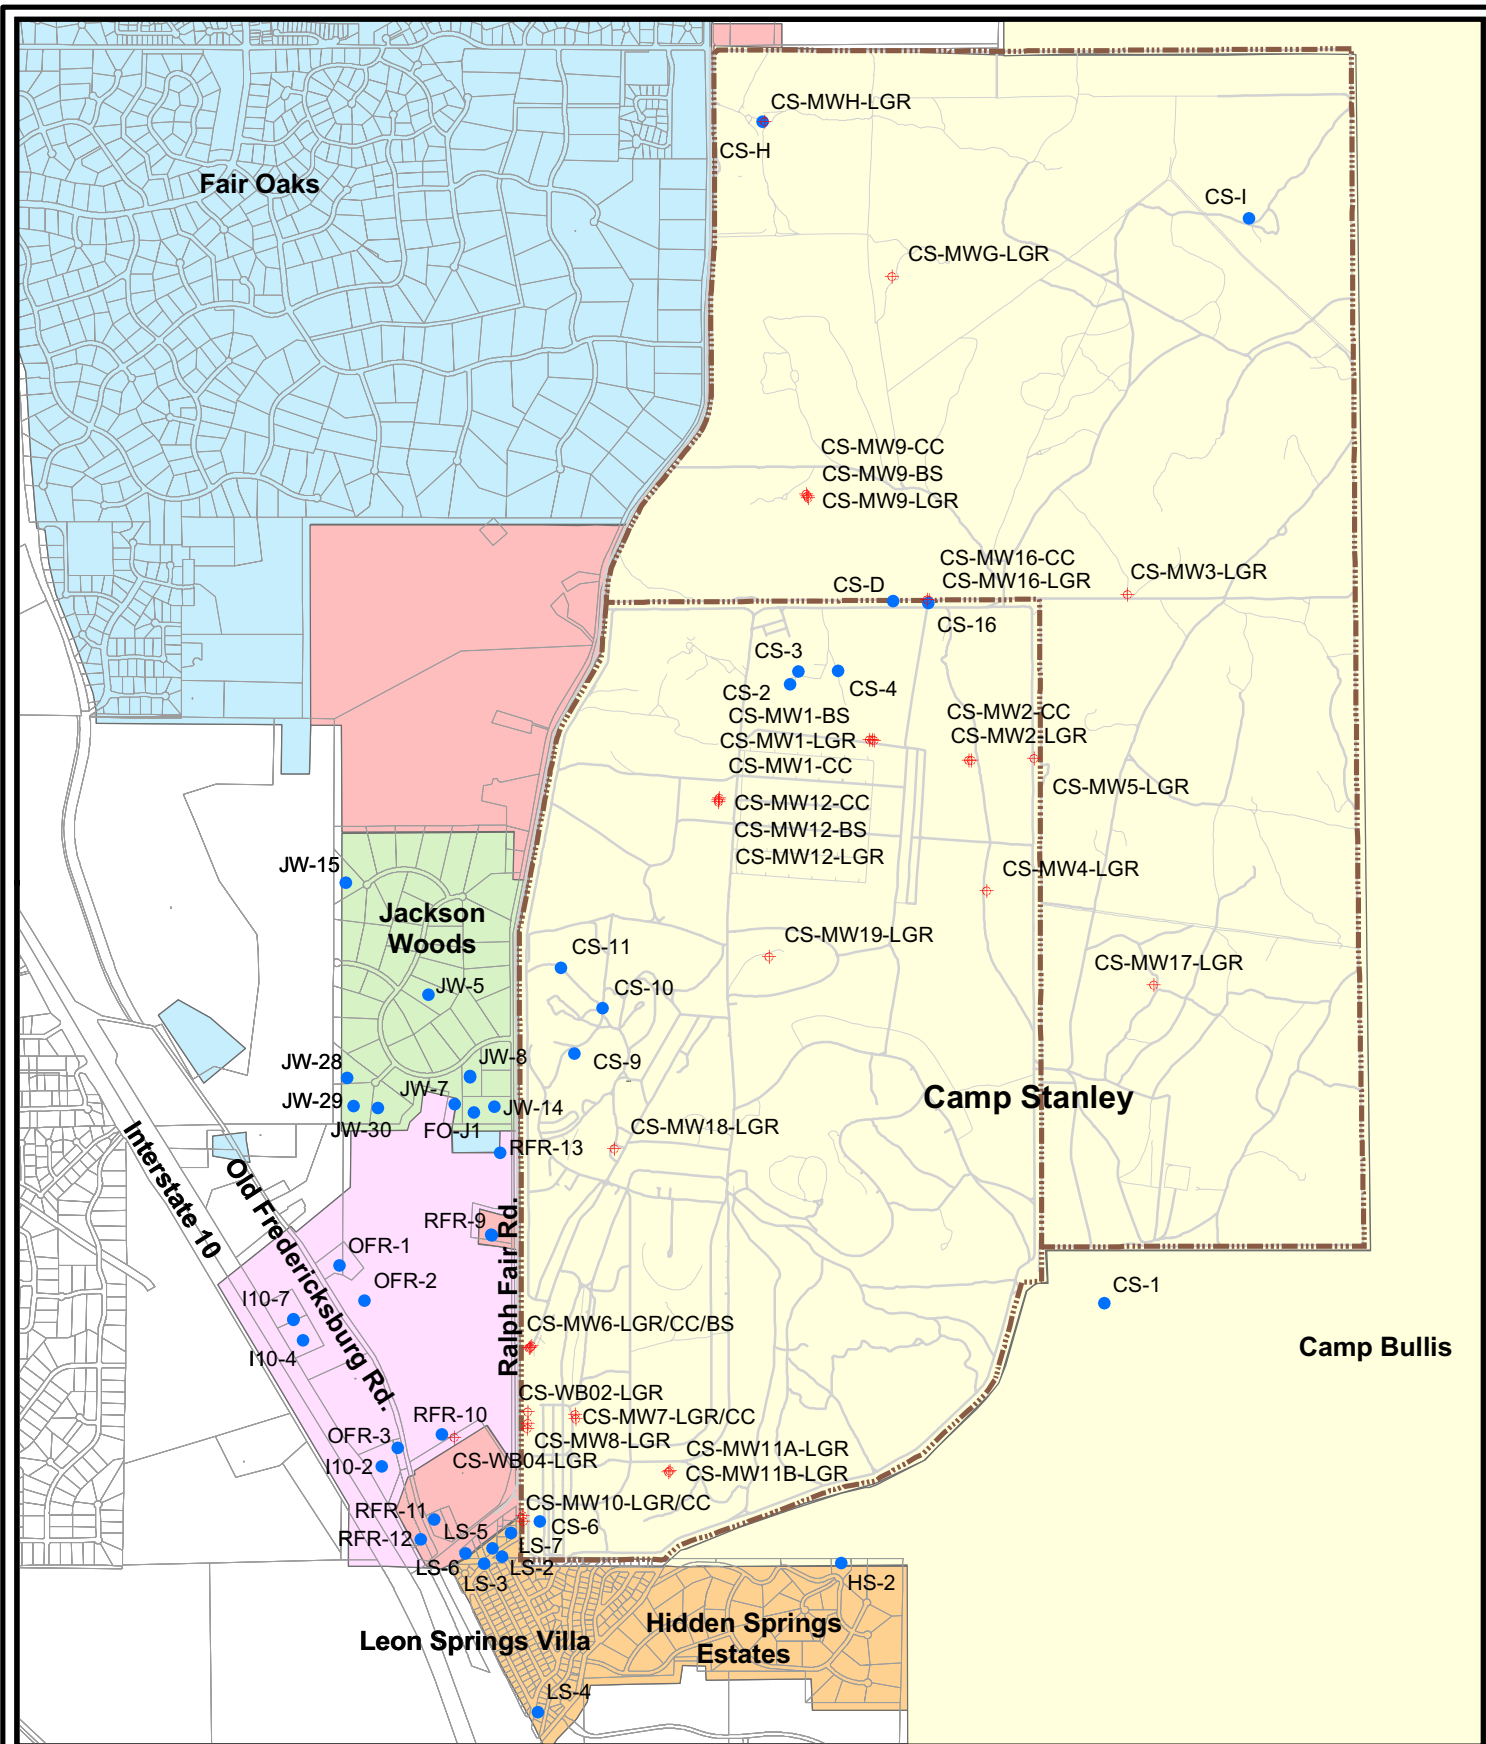 CS-MWH-LGR
CS-H
Fair Oaks
CS-I
CS-MWG-LGR
CS-MW9-CC
CS-MW9-BS
CS-MW9-LGR
CS-MW16-CC
CS-MW16-LGR
CS-MW3-LGR
CS-D
CS-16
CS-3
CS-2
CS-4
CS-MW1-BS
CS-MW1-LGR
CS-MW1-CC
CS-MW2-CC
CS-MW2-LGR
CS-MW5-LGR
CS-MW12-CC
CS-MW12-BS
CS-MW12-LGR
JW-15
CS-MW4-LGR
Jackson
Woods
CS-MW19-LGR
CS-11
CS-MW17-LGR
JW-5
CS-10
JW-28
JW-8
CS-9
JW-7
JW-29
JW-14
Camp Stanley
JW-30
FO-J1
RFR-13
CS-MW18-LGR
Interstate 10
Old Fredericksburg Rd.
Ralph Fair Rd.
RFR-9
OFR-1
OFR-2
I10-7
I10-4
CS-1
CS-MW6-LGR/CC/BS
Camp Bullis
CS-WB02-LGR
CS-MW7-LGR/CC
RFR-10
OFR-3
CS-MW8-LGR
CS-WB04-LGR
I10-2
CS-MW11A-LGR
CS-MW11B-LGR
RFR-11
CS-MW10-LGR/CC
CS-6
RFR-12
LS-5
LS-7
LS-6
LS-2
LS-3
HS-2
Hidden Springs
Estates
Leon Springs Villa
LS-4